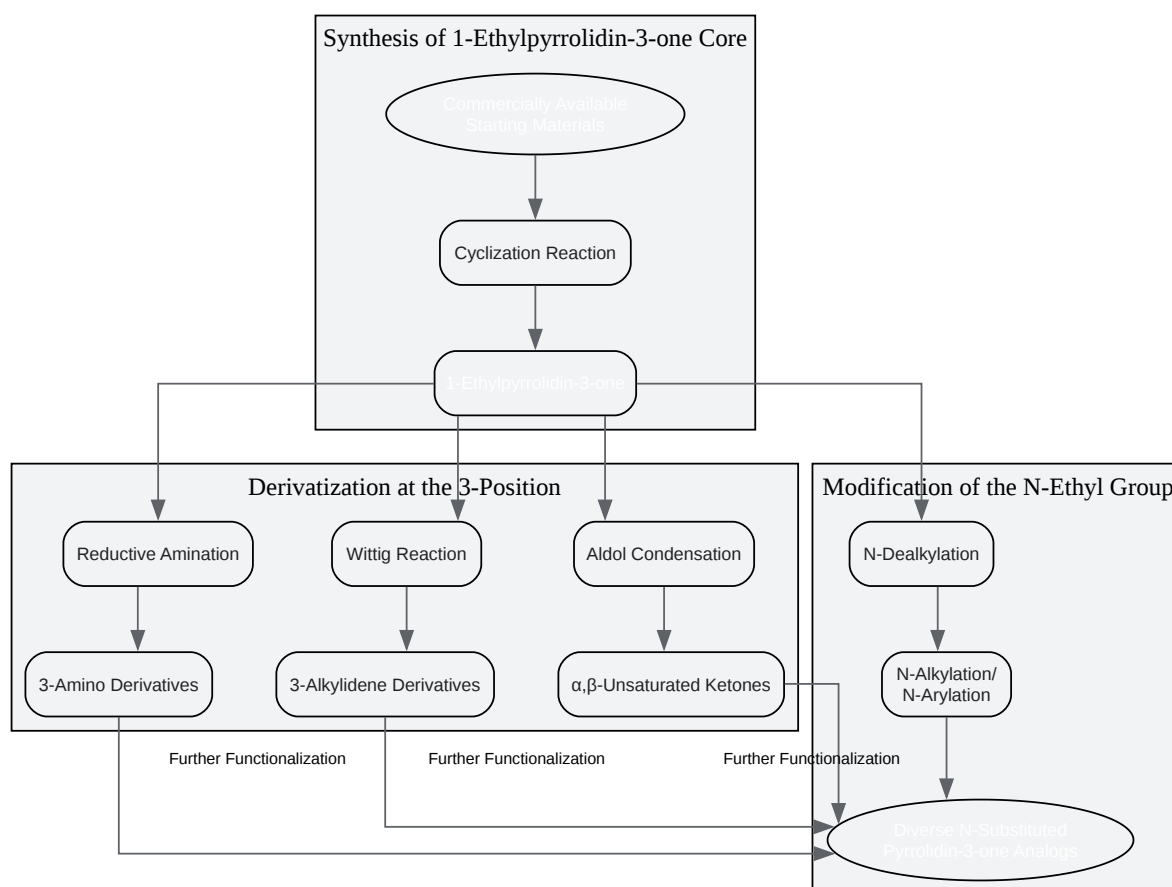 Synthesis of 1-Ethylpyrrolidin-3-one Core
Commercially Available
Starting Materials
Cyclization Reaction
1-Ethylpyrrolidin-3-one
Derivatization at the 3-Position
Modification of the N-Ethyl Group
Reductive Amination
Wittig Reaction
Aldol Condensation
N-Dealkylation
3-Amino Derivatives
3-Alkylidene Derivatives
α,β-Unsaturated Ketones
N-Alkylation/
N-Arylation
Further Functionalization
Further Functionalization
Further Functionalization
Diverse N-Substituted
Pyrrolidin-3-one Analogs